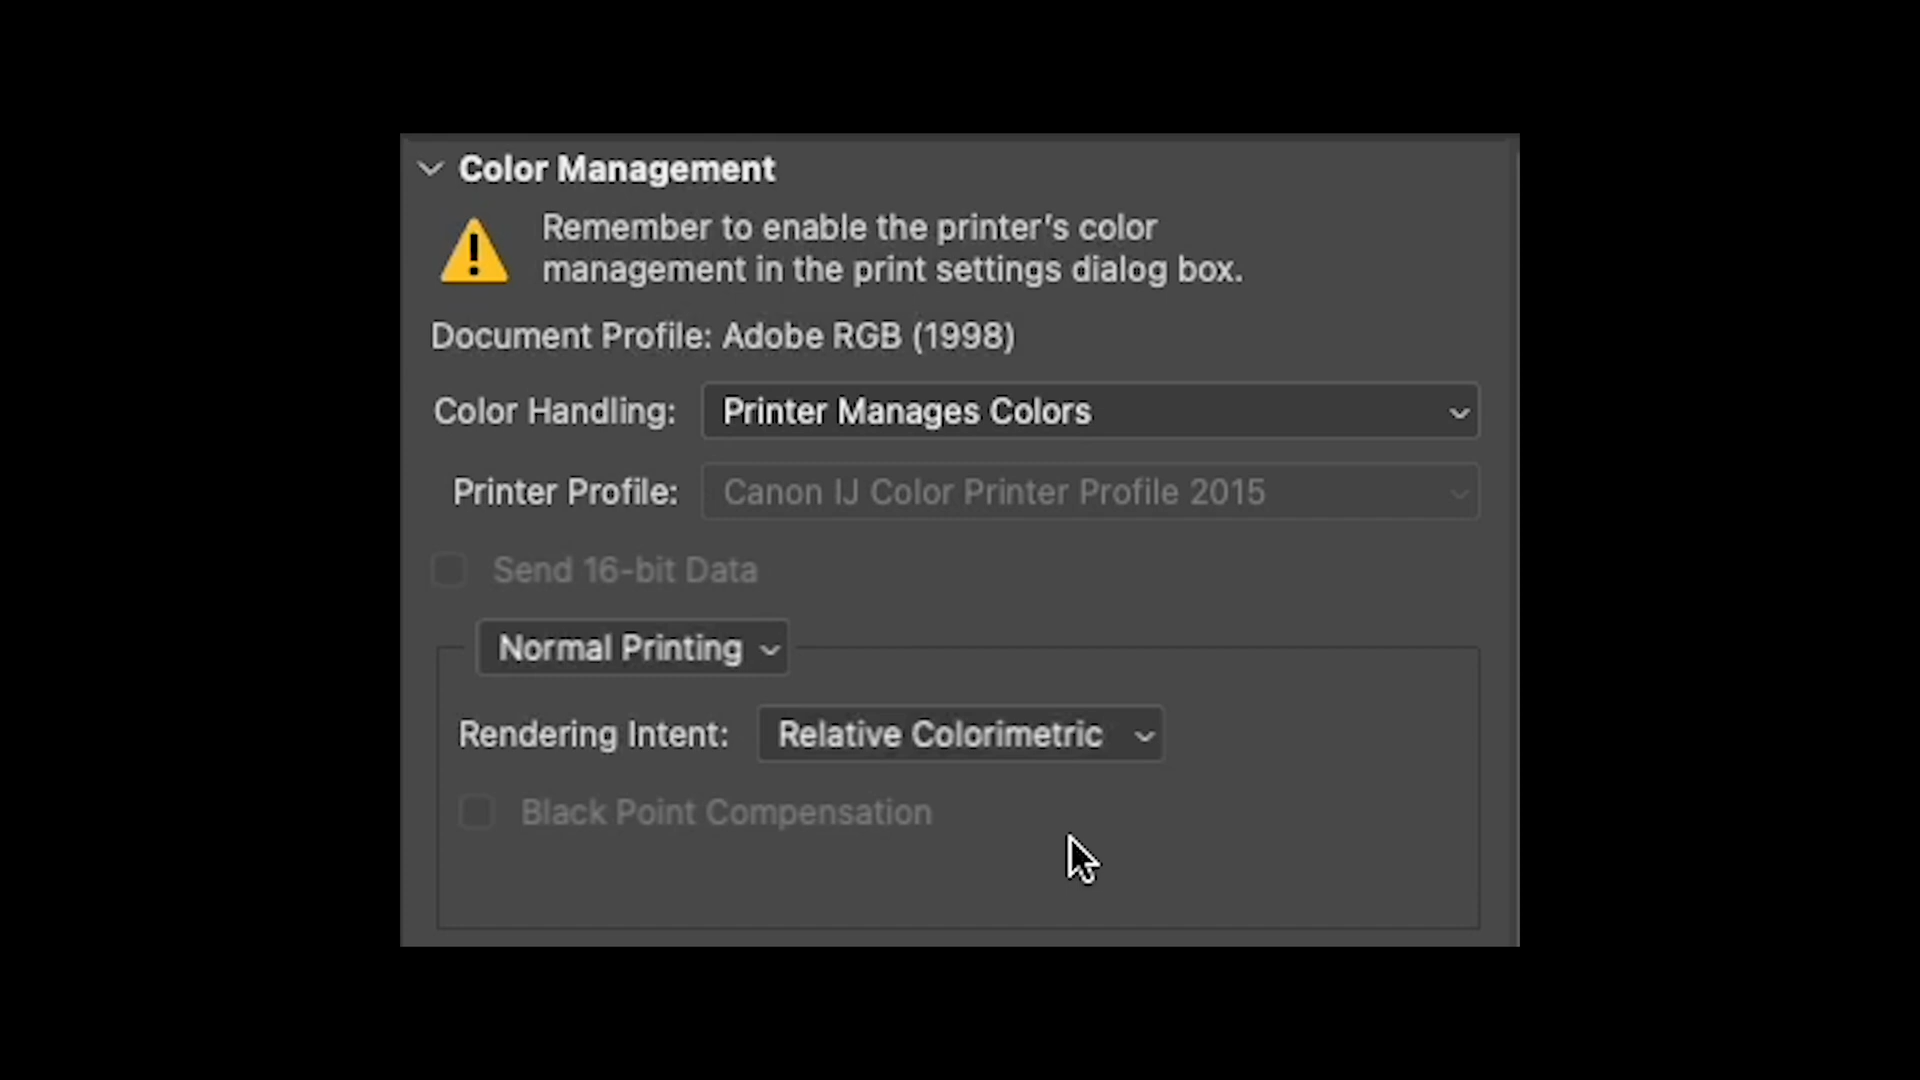 Color Management
Remember to enable the printer's color
management in the print settings dialog box.
Document Profile: Adobe RGB (1998)
Color Handling: Printer Manages Colors
Printer Profile: Canon IJ Color Printer Profile 2015
Send 16-bit Data
Normal Printing
Rendering Intent: Relative Colorimetric
Black Point Compensation